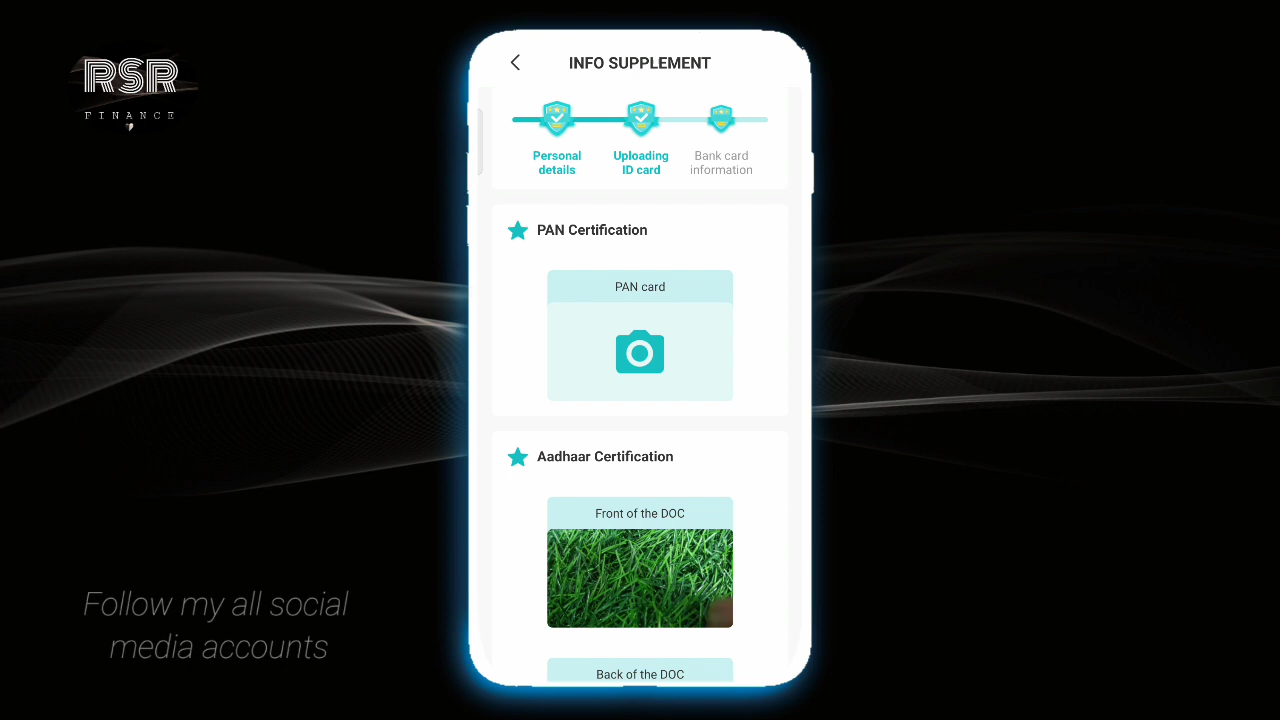 RSR
FINANCE
INFO SUPPLEMENT
Personal
details
Uploading
ID card
Bank card
information
PAN Certification
PAN card
Aadhaar Certification
Front of the DOC
Back of the DOC
Follow my all social
media accounts